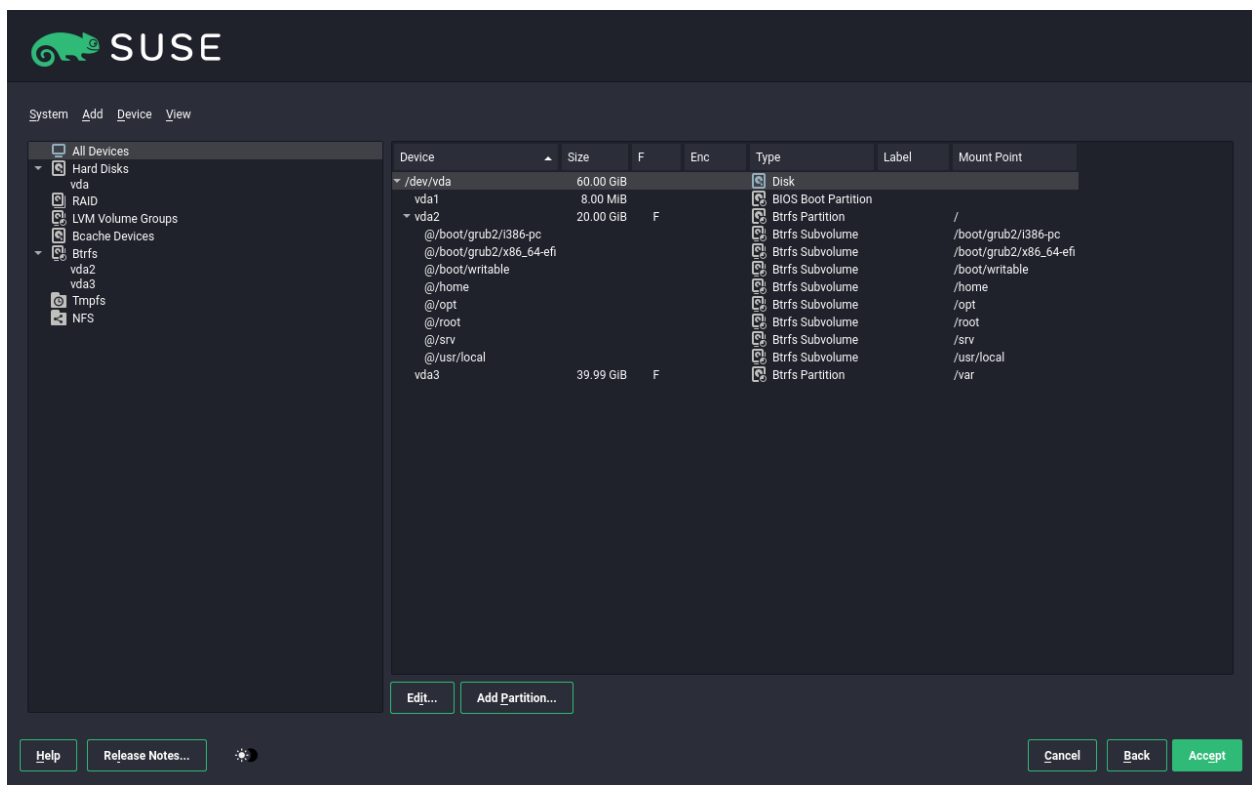 SUSE
System Add Device View
All Devices
Hard Disks
vda
RAID
LVM Volume Groups
Bcache Devices
Btrfs
vda2
vda3
Tmpfs
NFS
Device Size F Enc Type Label Mount Point
/dev/vda 60.00 GiB Disk
vda1 8.00 MiB BIOS Boot Partition
vda2 20.00 GiB F Btrfs Partition /
@/boot/grub2/i386-pc Btrfs Subvolume /boot/grub2/i386-pc
@/boot/grub2/x86_64-efi Btrfs Subvolume /boot/grub2/x86_64-efi
@/boot/writable Btrfs Subvolume /boot/writable
@/home Btrfs Subvolume /home
@/opt Btrfs Subvolume /opt
@/root Btrfs Subvolume /root
@/srv Btrfs Subvolume /srv
@/usr/local Btrfs Subvolume /usr/local
vda3 39.99 GiB F Btrfs Partition /var
Edit... Add Partition...
Help Release Notes... Cancel Back Accept